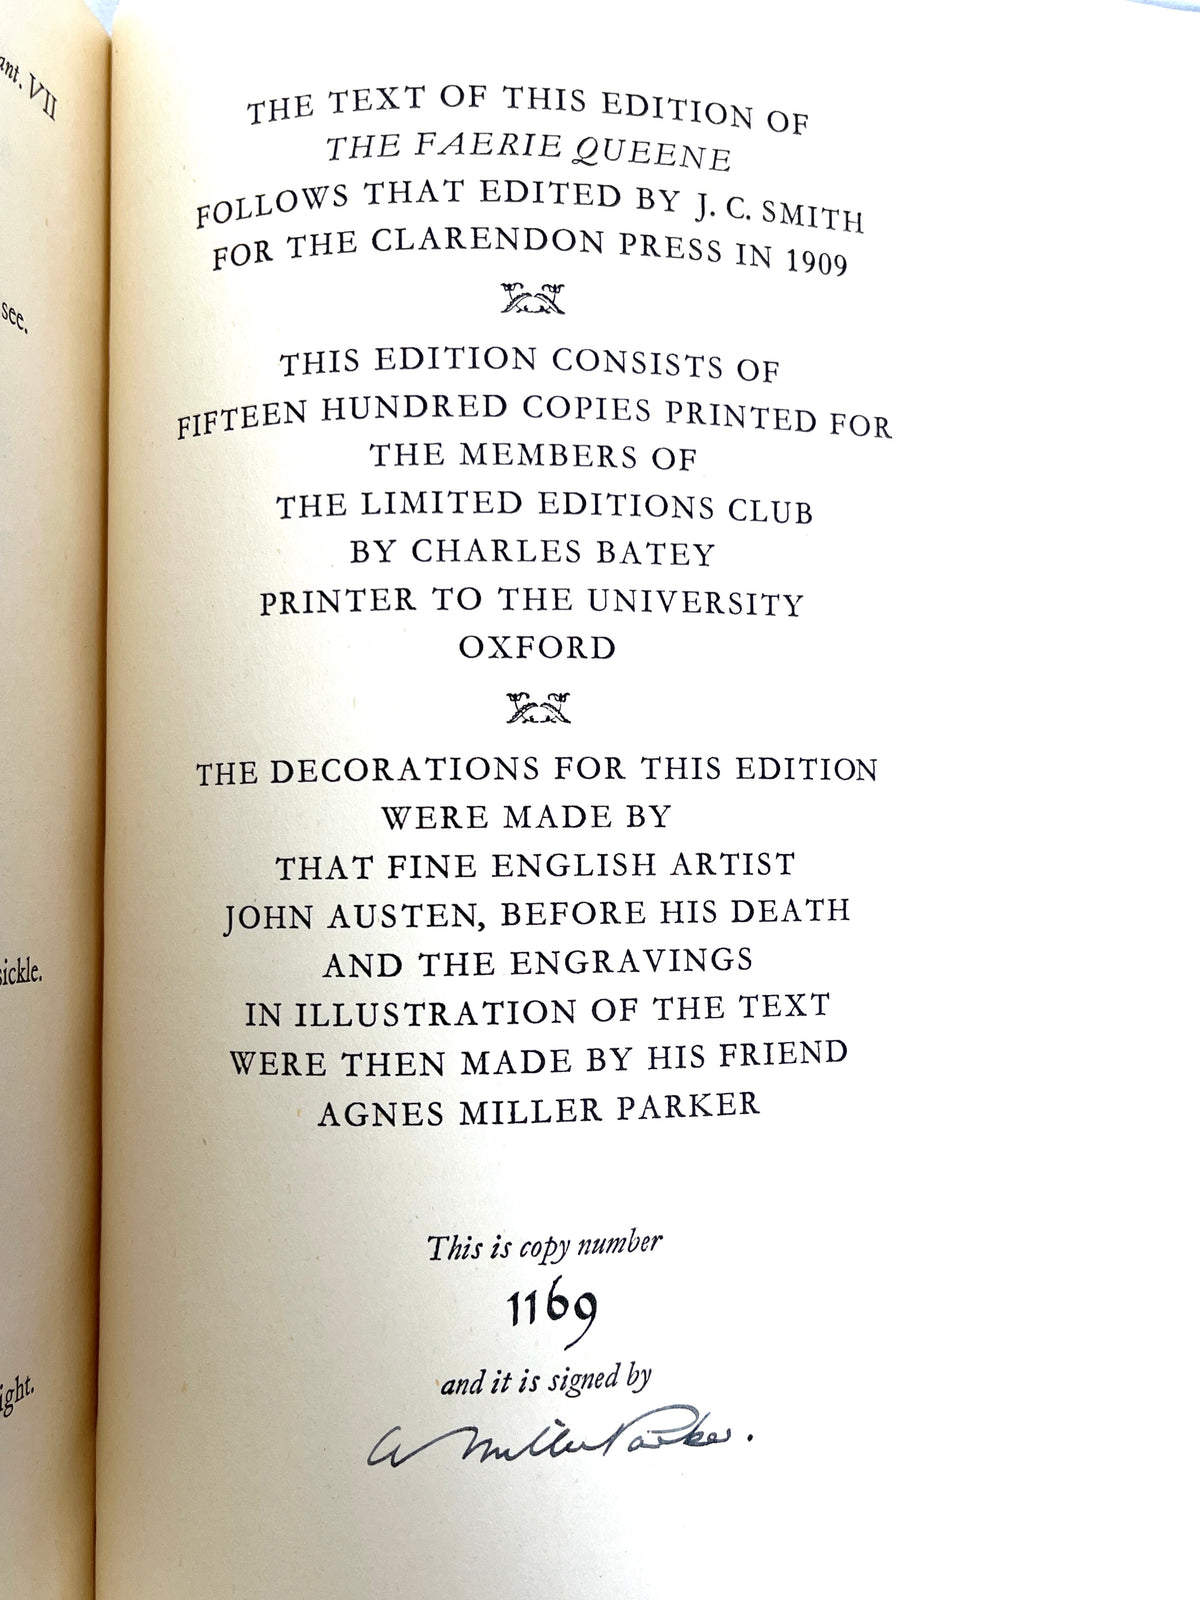 ant. VII
see.
sickle.
ight.
THE TEXT OF THIS EDITION OF
THE FAERIE QUEENE
FOLLOWS THAT EDITED BY J. C. SMITH
FOR THE CLARENDON PRESS IN 1909
THIS EDITION CONSISTS OF
FIFTEEN HUNDRED COPIES PRINTED FOR
THE MEMBERS OF
THE LIMITED EDITIONS CLUB
BY CHARLES BATEY
PRINTER TO THE UNIVERSITY
OXFORD
THE DECORATIONS FOR THIS EDITION
WERE MADE BY
THAT FINE ENGLISH ARTIST
JOHN AUSTEN, BEFORE HIS DEATH
AND THE ENGRAVINGS
IN ILLUSTRATION OF THE TEXT
WERE THEN MADE BY HIS FRIEND
AGNES MILLER PARKER
This is copy number
1169
and it is signed by
A Miller Parker.